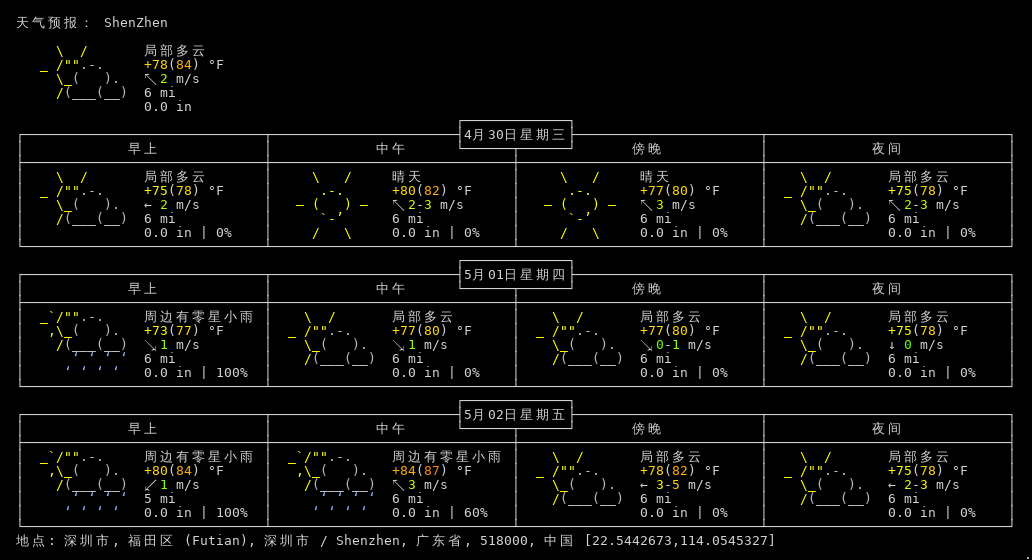 天气预报： ShenZhen
局部多云
+78(84) °F
↖ 2 m/s
6 mi
0.0 in
4月30日星期三
早上 中午 傍晚 夜间
局部多云 晴天 晴天 局部多云
+75(78) °F +80(82) °F +77(80) °F +75(78) °F
← 2 m/s ↖ 2-3 m/s ↖ 3 m/s ↖ 2-3 m/s
6 mi 6 mi 6 mi 6 mi
0.0 in | 0% 0.0 in | 0% 0.0 in | 0% 0.0 in | 0%
5月01日星期四
早上 中午 傍晚 夜间
周边有零星小雨 局部多云 局部多云 局部多云
+73(77) °F +77(80) °F +77(80) °F +75(78) °F
↘ 1 m/s ↘ 1 m/s ↘ 0-1 m/s ↓ 0 m/s
6 mi 6 mi 6 mi 6 mi
0.0 in | 100% 0.0 in | 0% 0.0 in | 0% 0.0 in | 0%
5月02日星期五
早上 中午 傍晚 夜间
周边有零星小雨 周边有零星小雨 局部多云 局部多云
+80(84) °F +84(87) °F +78(82) °F +75(78) °F
↙ 1 m/s ↖ 3 m/s ← 3-5 m/s ← 2-3 m/s
5 mi 6 mi 6 mi 6 mi
0.0 in | 100% 0.0 in | 60% 0.0 in | 0% 0.0 in | 0%
地点: 深圳市, 福田区 (Futian), 深圳市 / Shenzhen, 广东省, 518000, 中国 [22.5442673,114.0545327]